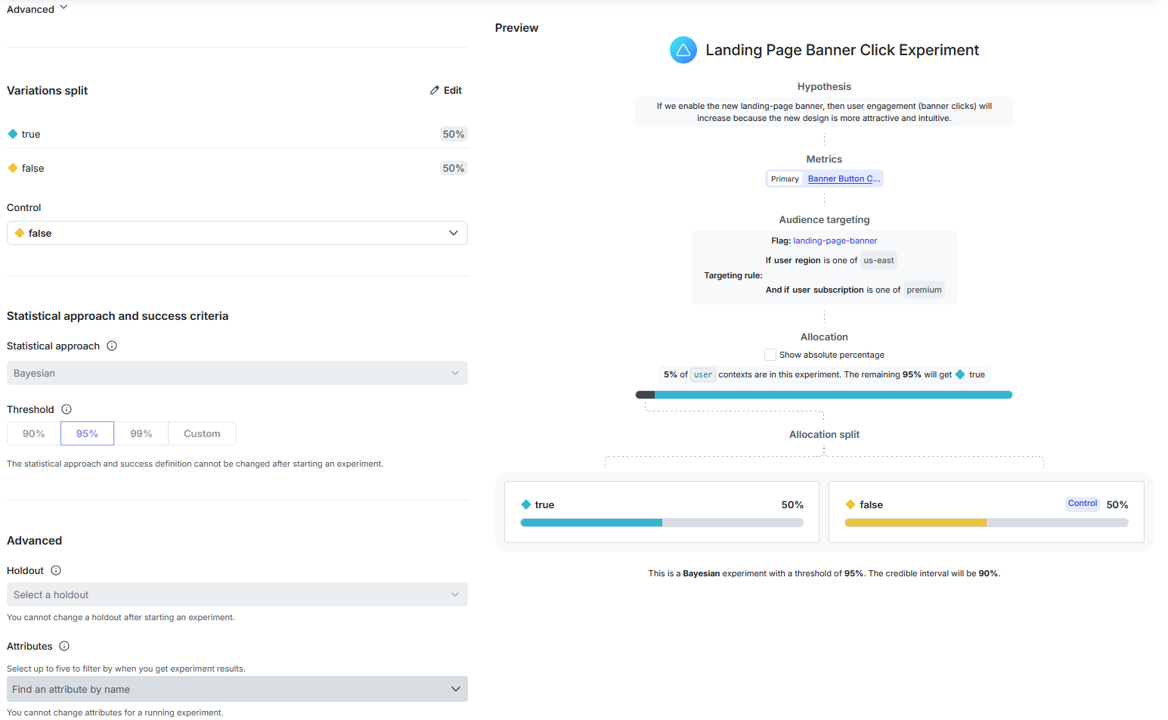 Advanced
Variations split
Edit
true
50%
false
50%
Control
false
Statistical approach and success criteria
Statistical approach
Bayesian
Threshold
90% 95% 99% Custom
The statistical approach and success definition cannot be changed after starting an experiment.
Advanced
Holdout
Select a holdout
You cannot change a holdout after starting an experiment.
Attributes
Select up to five to filter by when you get experiment results.
Find an attribute by name
You cannot change attributes for a running experiment.
Preview
Landing Page Banner Click Experiment
Hypothesis
If we enable the new landing-page banner, then user engagement (banner clicks) will
increase because the new design is more attractive and intuitive.
Metrics
Primary Banner Button C...
Audience targeting
Flag: landing-page-banner
If user region is one of us-east
Targeting rule:
And if user subscription is one of premium
Allocation
Show absolute percentage
5% of user contexts are in this experiment. The remaining 95% will get true
Allocation split
true 50%
false Control 50%
This is a Bayesian experiment with a threshold of 95%. The credible interval will be 90%.